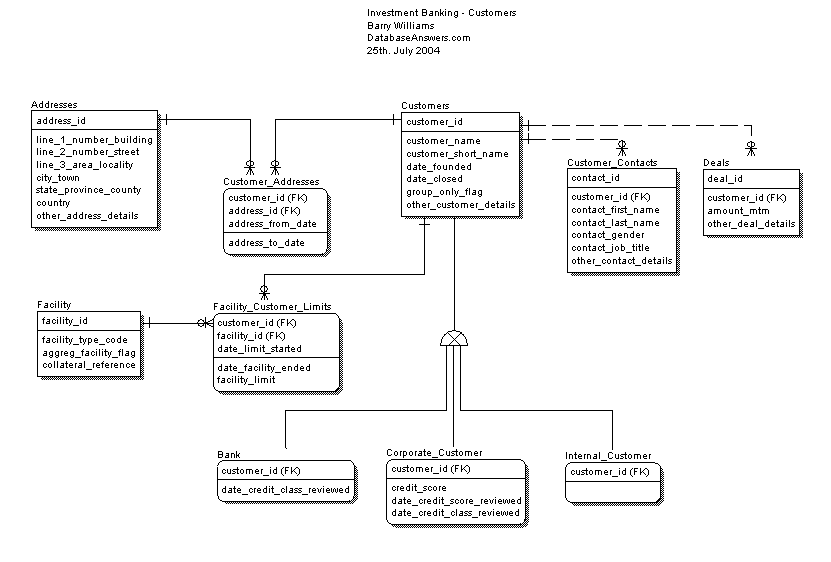 Investment Banking - Customers
Barry Williams
DatabaseAnswers.com
25th. July 2004
Addresses
address_id
line_1_number_building
line_2_number_street
line_3_area_locality
city_town
state_province_county
country
other_address_details
Customers
customer_id
customer_name
customer_short_name
date_founded
date_closed
group_only_flag
other_customer_details
Customer_Addresses
customer_id (FK)
address_id (FK)
address_from_date
address_to_date
Customer_Contacts
contact_id
customer_id (FK)
contact_first_name
contact_last_name
contact_gender
contact_job_title
other_contact_details
Deals
deal_id
customer_id (FK)
amount_mtm
other_deal_details
Facility
facility_id
facility_type_code
aggreg_facility_flag
collateral_reference
Facility_Customer_Limits
customer_id (FK)
facility_id (FK)
date_limit_started
date_facility_ended
facility_limit
Bank
customer_id (FK)
date_credit_class_reviewed
Corporate_Customer
customer_id (FK)
credit_score
date_credit_score_reviewed
date_credit_class_reviewed
Internal_Customer
customer_id (FK)